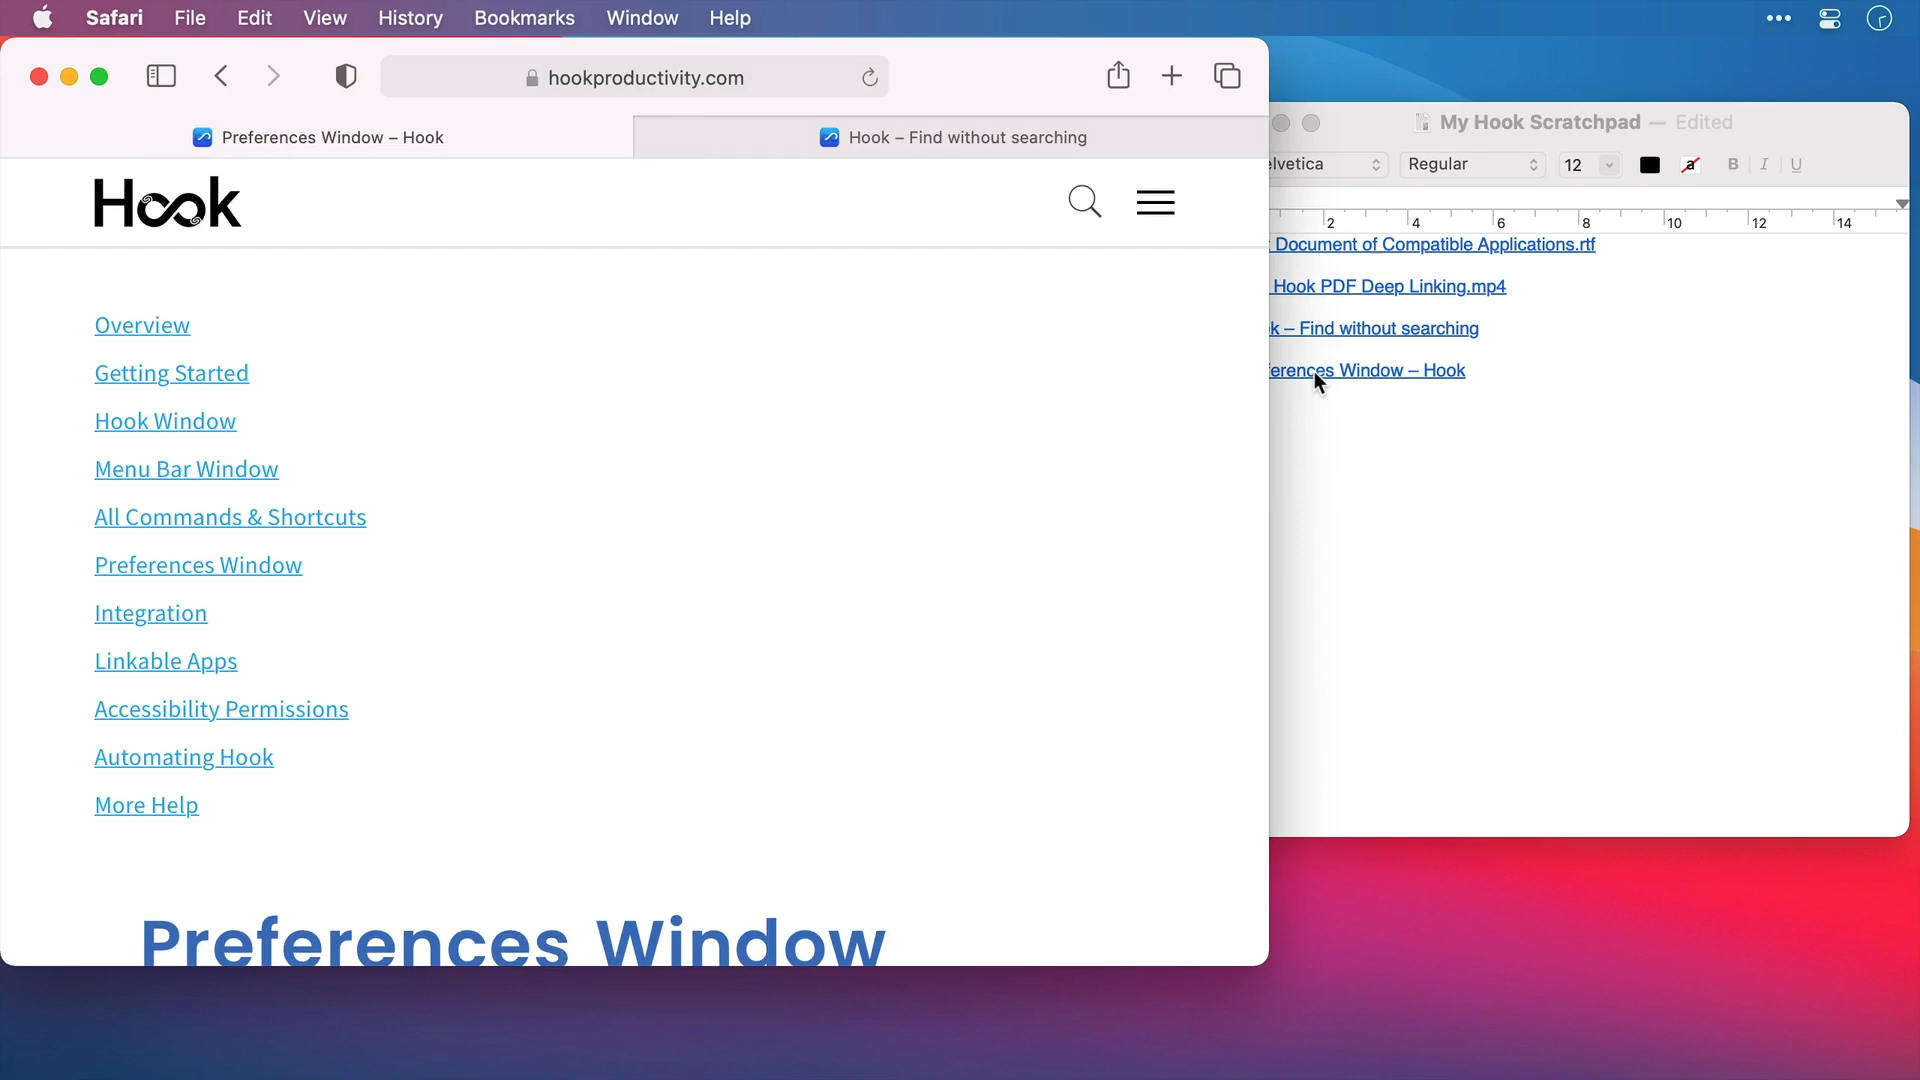 Safari File Edit View History Bookmarks Window Help
hookproductivity.com
Preferences Window – Hook
Hook – Find without searching
Hook
Overview
Getting Started
Hook Window
Menu Bar Window
All Commands & Shortcuts
Preferences Window
Integration
Linkable Apps
Accessibility Permissions
Automating Hook
More Help
Preferences Window
My Hook Scratchpad — Edited
elvetica Regular 12 a B I U
2 4 6 8 10 12 14
Document of Compatible Applications.rtf
Hook PDF Deep Linking.mp4
k – Find without searching
ferences Window – Hook